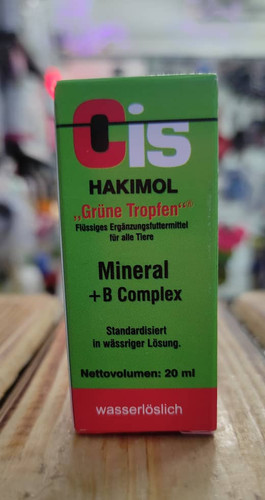 Cis
HAKIMOL
„Grüne Tropfen“®
Flüssiges Ergänzungsfuttermittel
für alle Tiere
Mineral
+B Complex
Standardisiert
in wässriger Lösung.
Nettovolumen: 20 ml
wasserlöslich